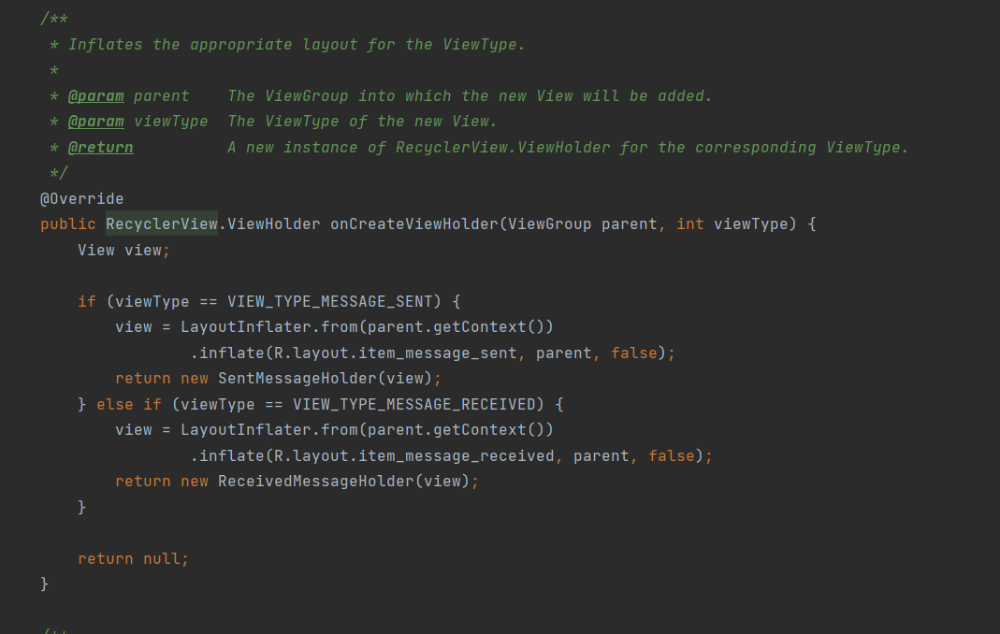 /**
 * Inflates the appropriate layout for the ViewType.
 *
 * @param parent    The ViewGroup into which the new View will be added.
 * @param viewType  The ViewType of the new View.
 * @return          A new instance of RecyclerView.ViewHolder for the corresponding ViewType.
 */
@Override
public RecyclerView.ViewHolder onCreateViewHolder(ViewGroup parent, int viewType) {
    View view;

    if (viewType == VIEW_TYPE_MESSAGE_SENT) {
        view = LayoutInflater.from(parent.getContext())
                .inflate(R.layout.item_message_sent, parent, false);
        return new SentMessageHolder(view);
    } else if (viewType == VIEW_TYPE_MESSAGE_RECEIVED) {
        view = LayoutInflater.from(parent.getContext())
                .inflate(R.layout.item_message_received, parent, false);
        return new ReceivedMessageHolder(view);
    }

    return null;
}